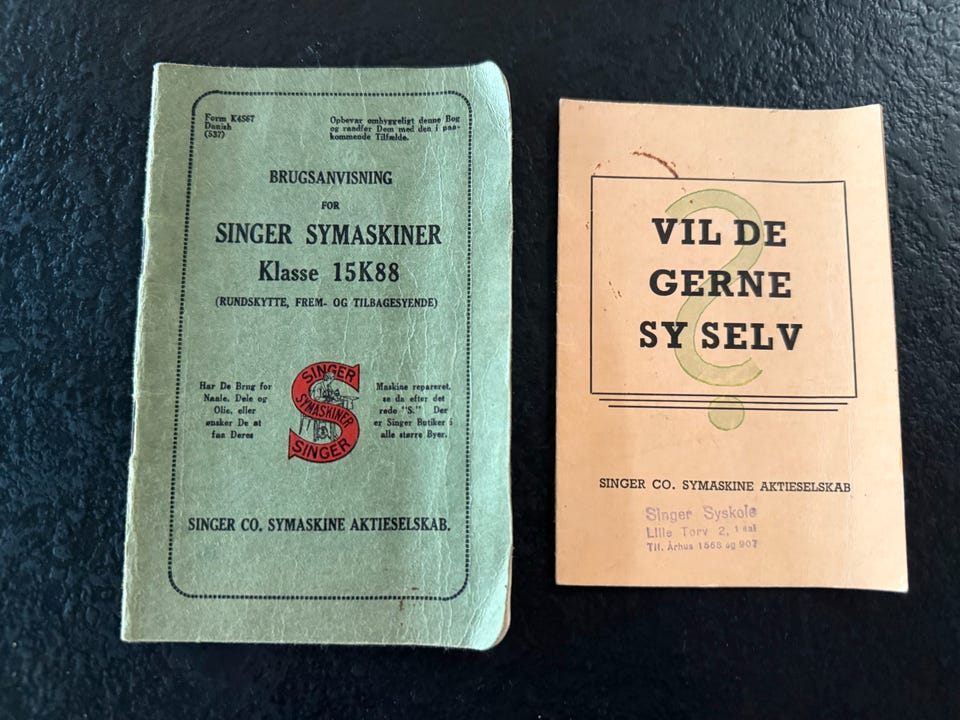 Form K4567
Danish
(537)
Opbevar omhyggeligt denne Bog
og raadfør Dem med den i paa-
kommende Tilfælde.
BRUGSANVISNING
FOR
SINGER SYMASKINER
Klasse 15K88
(RUNDSKYTTE, FREM- OG TILBAGESYENDE)
Har De Brug for
Naale, Dele og
Olie, eller
ønsker De at
faa Deres
SINGER
SYMASKINER
SINGER
Maskine repareret,
se da efter det
røde "S." Der
er Singer Butiker i
alle større Byer.
SINGER CO. SYMASKINE AKTIESELSKAB.
VIL DE
GERNE
SY SELV
?
SINGER CO. SYMASKINE AKTIESELSKAB
Singer Syskole
Lille Torv 2, 1 sal
Tlf. Århus 1568 og 907